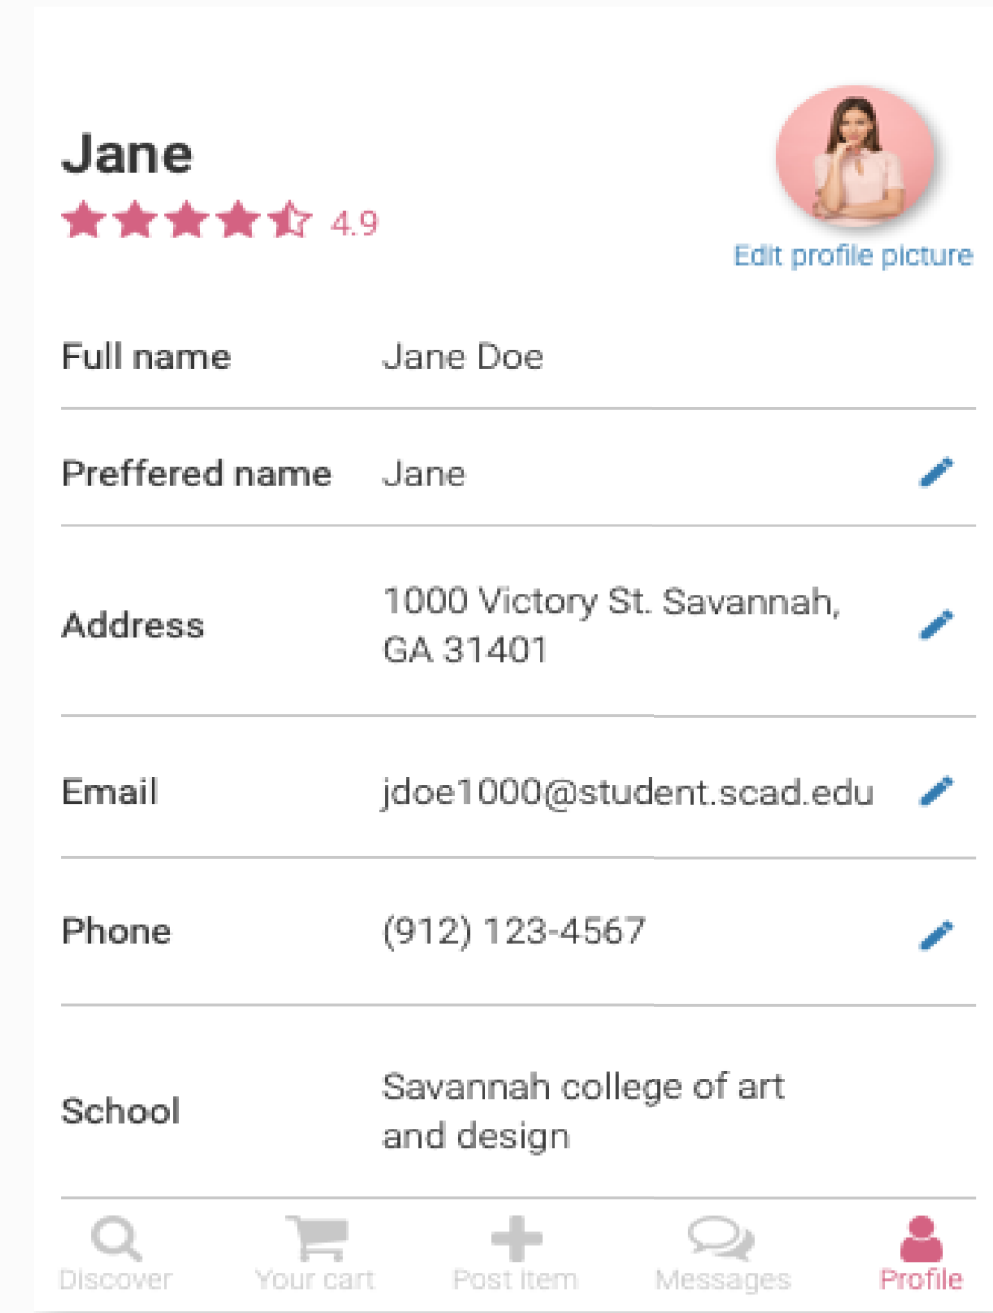 Jane
4.9
Edit profile picture
Full name Jane Doe
Preffered name Jane
Address 1000 Victory St. Savannah,
GA 31401
Email jdoe1000@student.scad.edu
Phone (912) 123-4567
School Savannah college of art
and design
Discover Your cart Post Item Messages Profile